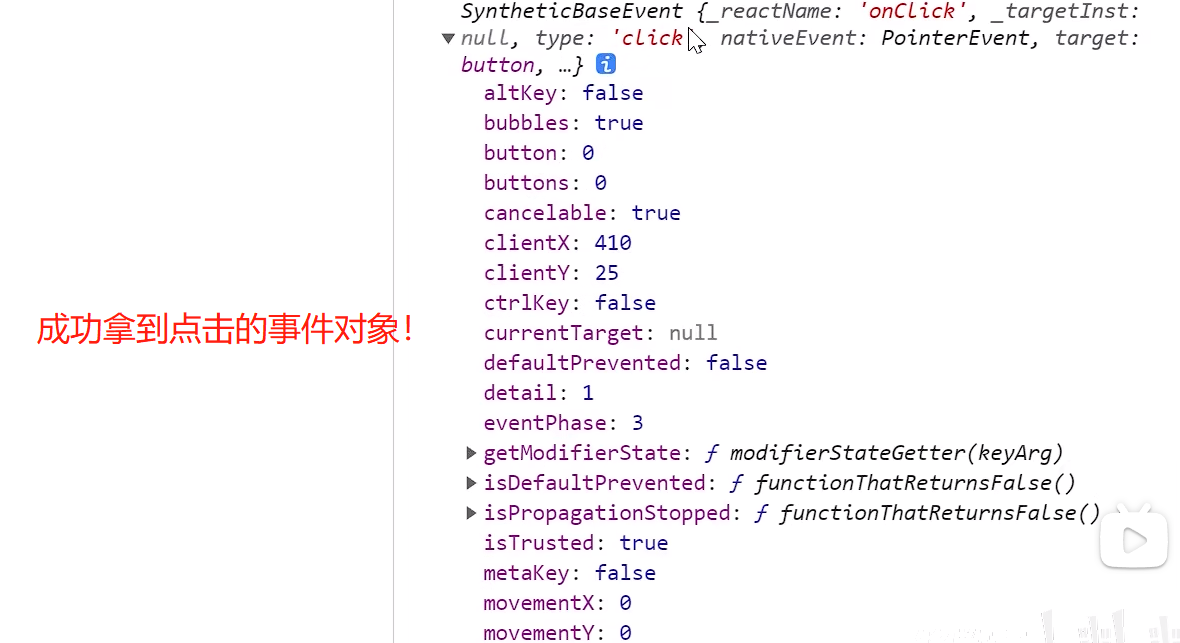 SyntheticBaseEvent {_reactName: 'onClick', _targetInst:
null, type: 'click', nativeEvent: PointerEvent, target:
button, …} i
altKey: false
bubbles: true
button: 0
buttons: 0
cancelable: true
clientX: 410
clientY: 25
ctrlKey: false
成功拿到点击的事件对象！
currentTarget: null
defaultPrevented: false
detail: 1
eventPhase: 3
getModifierState: ƒ modifierStateGetter(keyArg)
isDefaultPrevented: ƒ functionThatReturnsFalse()
isPropagationStopped: ƒ functionThatReturnsFalse()
isTrusted: true
metaKey: false
movementX: 0
movementY: 0